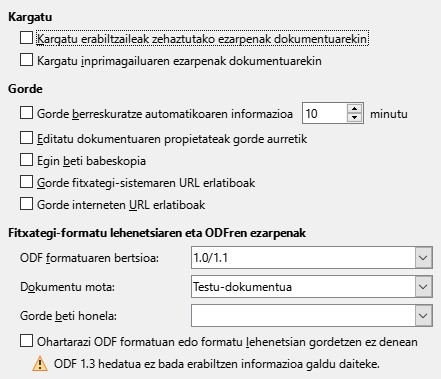 Kargatu
Kargatu erabiltzaileak zehaztutako ezarpenak dokumentuarekin
Kargatu inprimagailuaren ezarpenak dokumentuarekin
Gorde
Gorde berreskuratze automatikoaren informazioa 10 minutu
Editatu dokumentuaren propietateak gorde aurretik
Egin beti babeskopia
Gorde fitxategi-sistemaren URL erlatiboak
Gorde interneten URL erlatiboak
Fitxategi-formatu lehenetsiaren eta ODFren ezarpenak
ODF formatuaren bertsioa: 1.0/1.1
Dokumentu mota: Testu-dokumentua
Gorde beti honela:
Ohartarazi ODF formatuan edo formatu lehenetsian gordetzen ez denean
ODF 1.3 hedatua ez bada erabiltzen informazioa galdu daiteke.